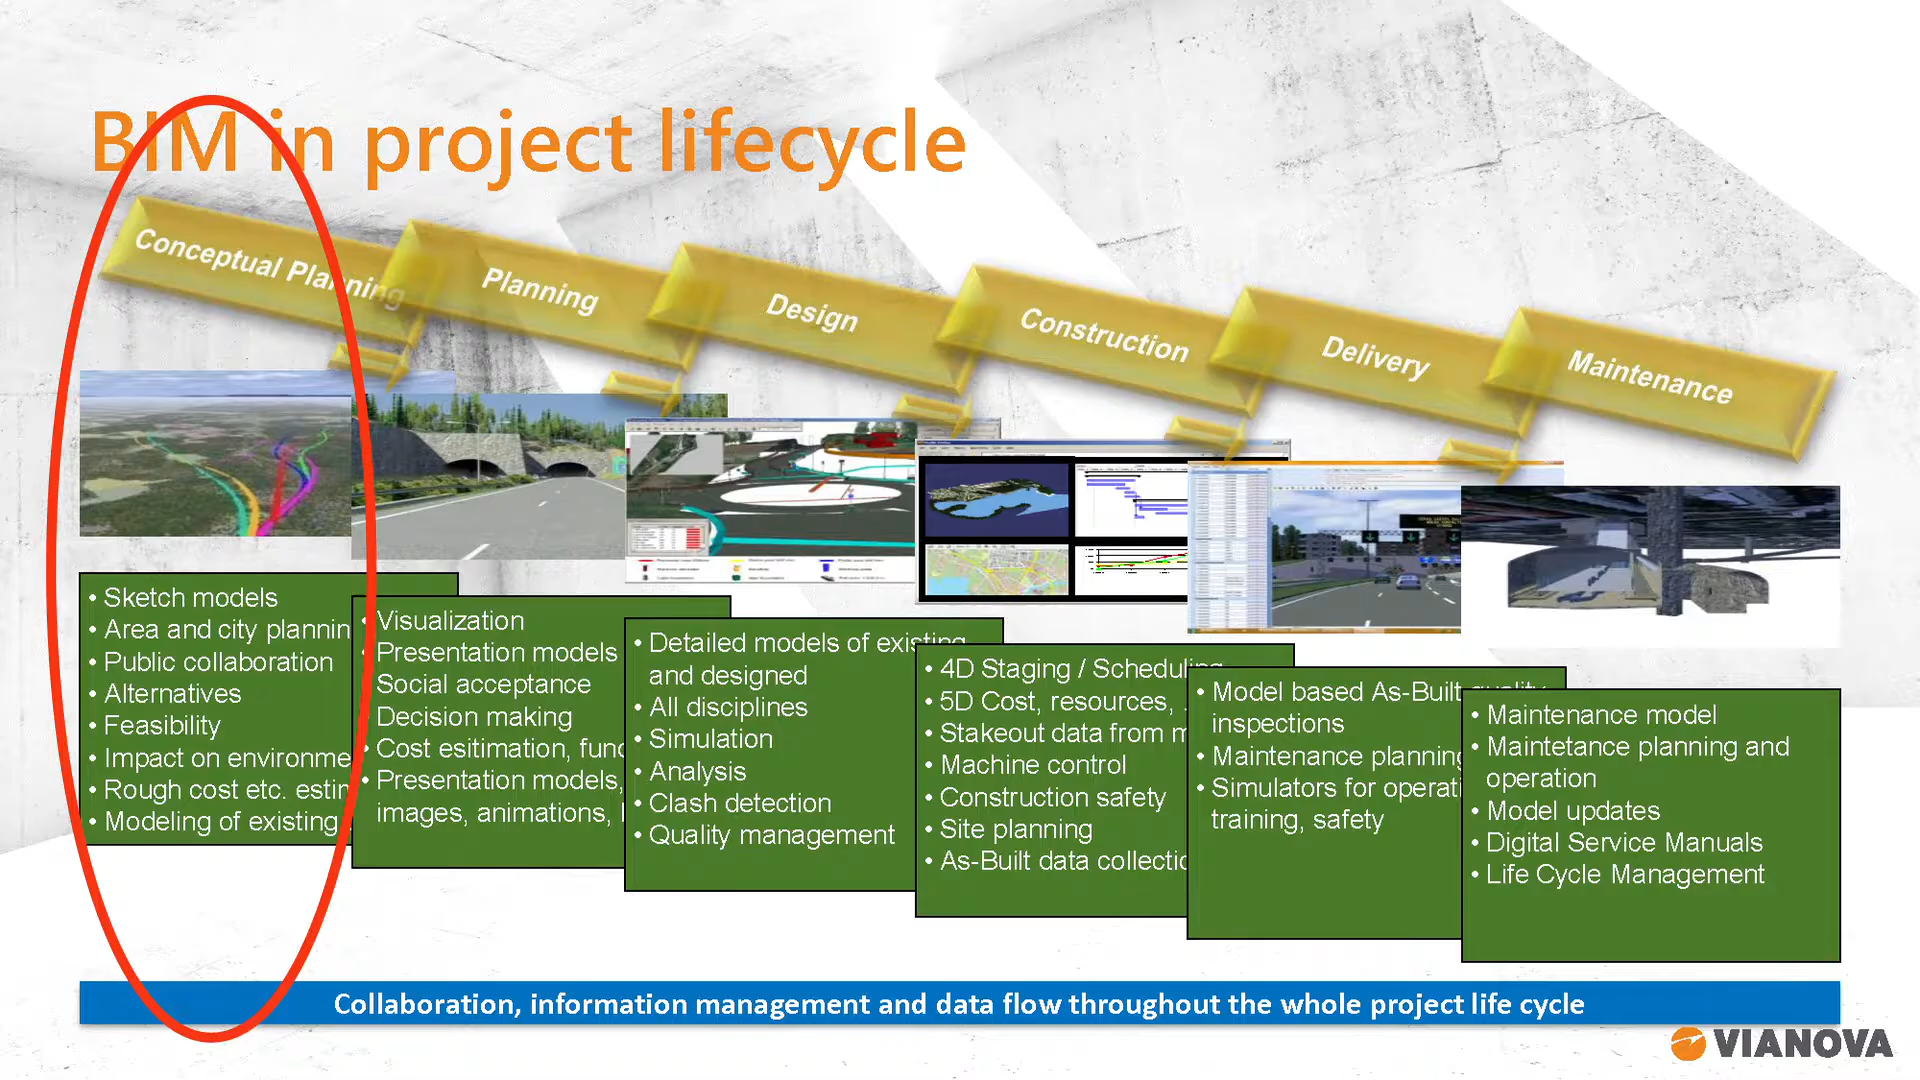 BIM in project lifecycle
Conceptual Planning
Planning
Design
Construction
Delivery
Maintenance
• Sketch models
• Area and city plannin
• Public collaboration
• Alternatives
• Feasibility
• Impact on environme
• Rough cost etc. estim
• Modeling of existing
Visualization
Presentation models
Social acceptance
Decision making
• Cost esitimation, func
• Presentation models,
images, animations,
• Detailed models of existing
and designed
• All disciplines
• Simulation
• Analysis
• Clash detection
• Quality management
• 4D Staging / Scheduling
• 5D Cost, resources, .
• Stakeout data from m
• Machine control
• Construction safety
• Site planning
• As-Built data collectio
• Model based As-Built quality
inspections
• Maintenance planning
• Simulators for operati
training, safety
• Maintenance model
• Maintetance planning and
operation
• Model updates
• Digital Service Manuals
• Life Cycle Management
Collaboration, information management and data flow throughout the whole project life cycle
VIANOVA